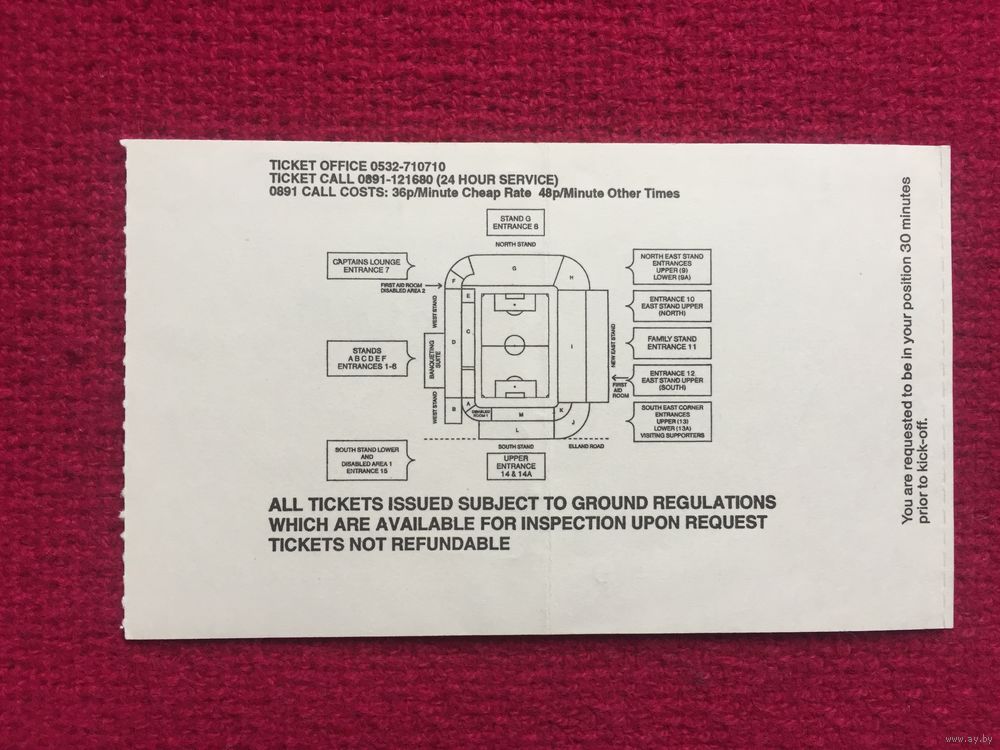 TICKET OFFICE 0532-710710
TICKET CALL 0891-121680 (24 HOUR SERVICE)
0891 CALL COSTS: 36p/Minute Cheap Rate 48p/Minute Other Times
STAND G
ENTRANCE 8
NORTH STAND
CAPTAINS LOUNGE
ENTRANCE 7
FIRST AID ROOM
DISABLED AREA 2
WEST STAND
STANDS
A B C D E F
ENTRANCES 1-6
BANQUETING
SUITE
WEST STAND
G
H
F
E
C
D
I
A
B
DISABLED
ROOM 1
M
K
L
J
NEW EAST STAND
FIRST
AID
ROOM
NORTH EAST STAND
ENTRANCES
UPPER (9)
LOWER (9A)
ENTRANCE 10
EAST STAND UPPER
(NORTH)
FAMILY STAND
ENTRANCE 11
ENTRANCE 12
EAST STAND UPPER
(SOUTH)
SOUTH EAST CORNER
ENTRANCES
UPPER (13)
LOWER (13A)
VISITING SUPPORTERS
SOUTH STAND LOWER
AND
DISABLED AREA 1
ENTRANCE 15
SOUTH STAND
ELLAND ROAD
UPPER
ENTRANCE
14 & 14A
ALL TICKETS ISSUED SUBJECT TO GROUND REGULATIONS
WHICH ARE AVAILABLE FOR INSPECTION UPON REQUEST
TICKETS NOT REFUNDABLE
You are requested to be in your position 30 minutes
prior to kick-off.
www.ay.by